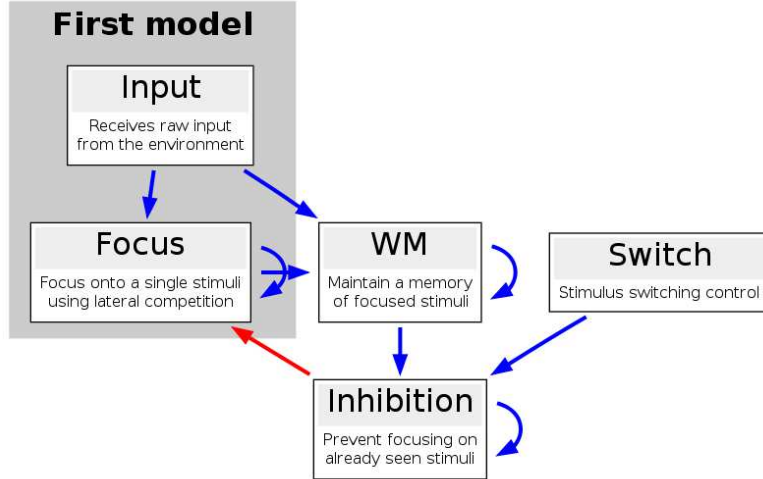 First model
Input
Receives raw input
from the environment
Focus
Focus onto a single stimuli
using lateral competition
WM
Maintain a memory
of focused stimuli
Switch
Stimulus switching control
Inhibition
Prevent focusing on
already seen stimuli